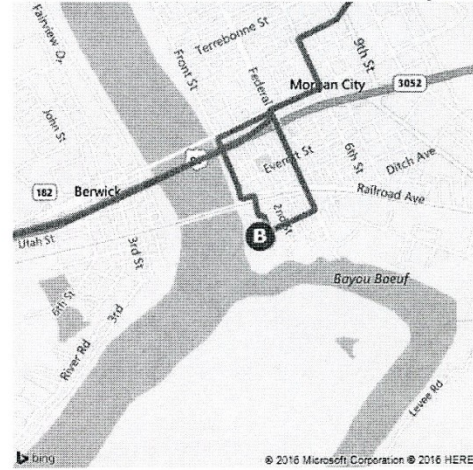 Fairview Dr.
Terrebonne St
Front St
Federal
9th St
Morgan City
3052
John St
Everett St
6th St
Ditch Ave
182
Berwick
Railroad Ave
2nd St
B
Utah St
3rd St
Bayou Boeuf
6th St
3rd
River Rd
Levee Rd
bing
© 2016 Microsoft Corporation © 2016 HERE